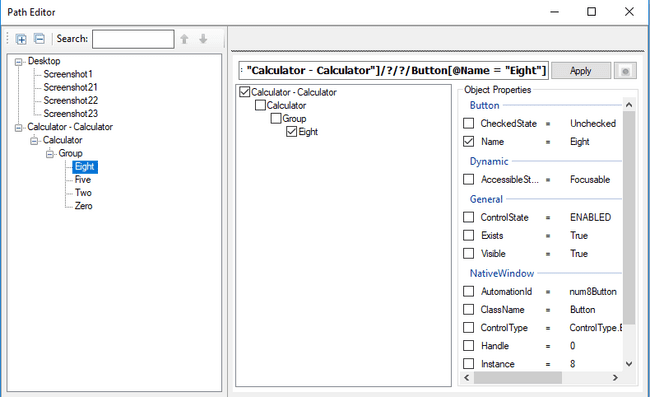 Path Editor
Search:
Desktop
Screenshot1
Screenshot21
Screenshot22
Screenshot23
Calculator - Calculator
Calculator
Group
Eight
Five
Two
Zero
: "Calculator - Calculator"]/?/?/Button[@Name = "Eight"]
Apply
Calculator - Calculator
Calculator
Group
Eight
Object Properties
Button
CheckedState = Unchecked
Name = Eight
Dynamic
AccessibleSt... = Focusable
General
ControlState = ENABLED
Exists = True
Visible = True
NativeWindow
AutomationId = num8Button
ClassName = Button
ControlType = ControlType.
Handle = 0
Instance = 8